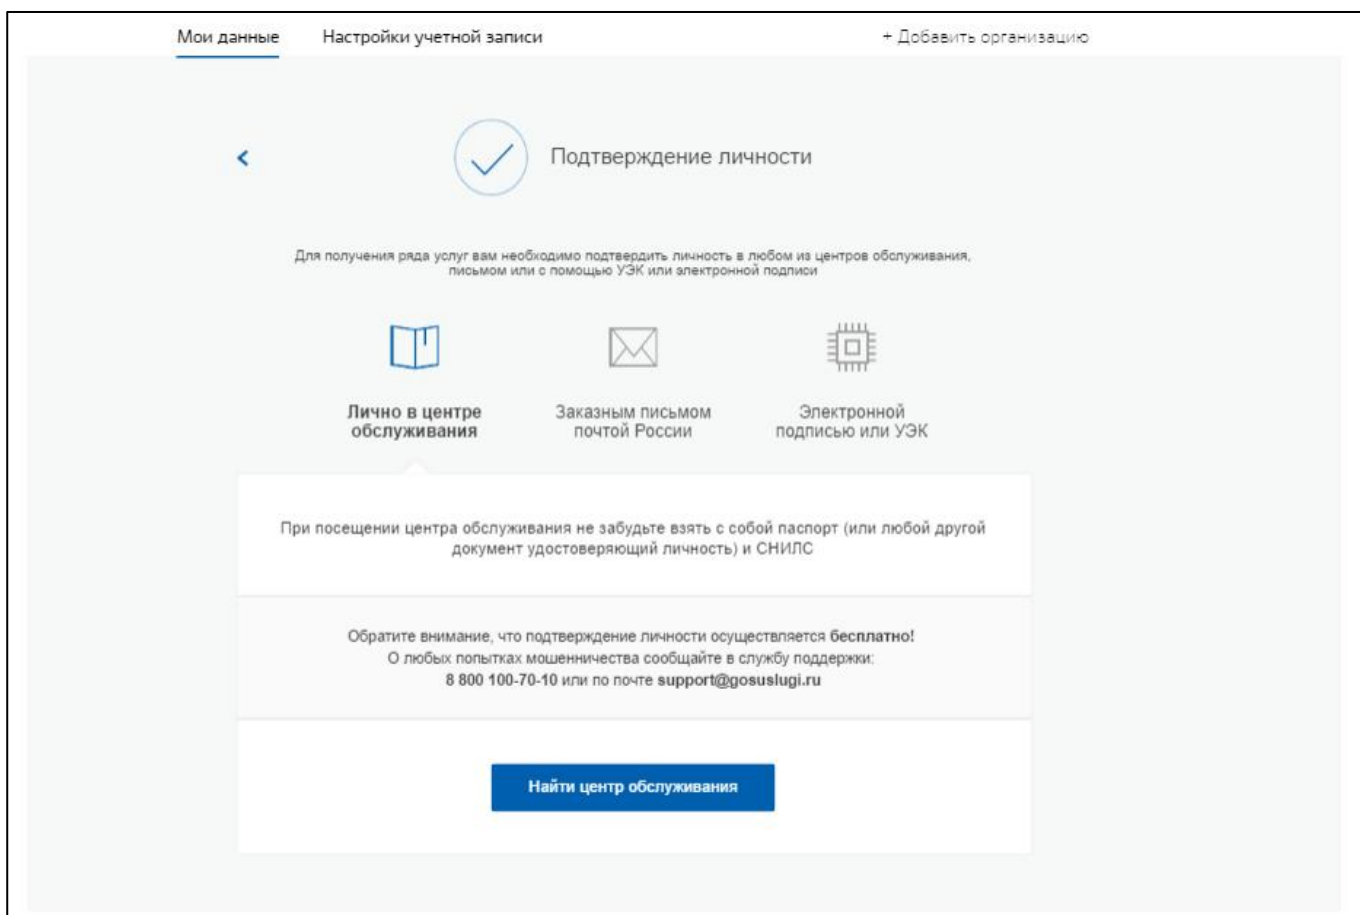 Мои данные
Настройки учетной записи
+ Добавить организацию
Подтверждение личности
Для получения ряда услуг вам необходимо подтвердить личность в любом из центров обслуживания,
письмом или с помощью УЭК или электронной подписи
Лично в центре
обслуживания
Заказным письмом
почтой России
Электронной
подписью или УЭК
При посещении центра обслуживания не забудьте взять с собой паспорт (или любой другой
документ удостоверяющий личность) и СНИЛС
Обратите внимание, что подтверждение личности осуществляется бесплатно!
О любых попытках мошенничества сообщайте в службу поддержки:
8 800 100-70-10 или по почте support@gosuslugi.ru
Найти центр обслуживания